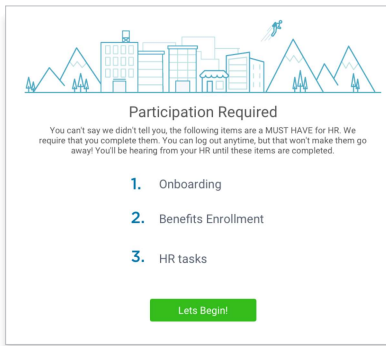 Participation Required
You can't say we didn't tell you, the following items are a MUST HAVE for HR. We
require that you complete them. You can log out anytime, but that won't make them go
away! You'll be hearing from your HR until these items are completed.
1. Onboarding
2. Benefits Enrollment
3. HR tasks
Lets Begin!